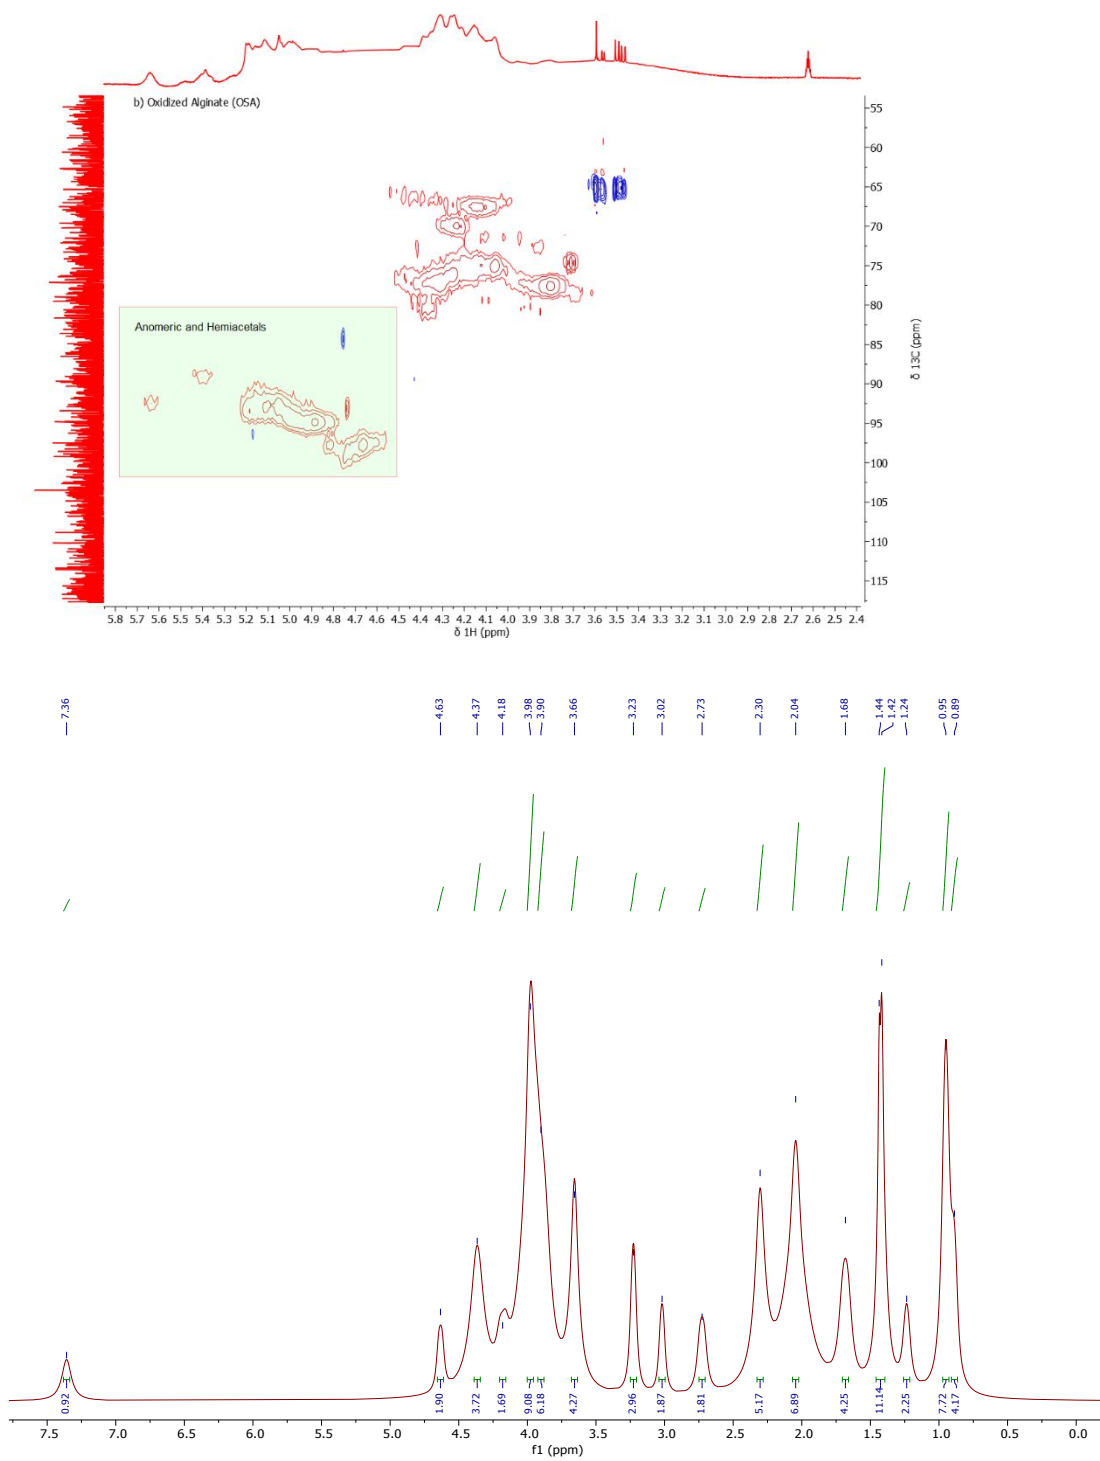 b) Oxidized Alginate (OSA)
55
60
65
70
75
80
85
90
95
100
105
110
115
δ 13C (ppm)
Anomeric and Hemiacetals
5.8 5.7 5.6 5.5 5.4 5.3 5.2 5.1 5.0 4.9 4.8 4.7 4.6 4.5 4.4 4.3 4.2 4.1 4.0 3.9 3.8 3.7 3.6 3.5 3.4 3.3 3.2 3.1 3.0 2.9 2.8 2.7 2.6 2.5 2.4
δ 1H (ppm)
7.36 4.63 4.37 4.18 3.98 3.90 3.66 3.23 3.02 2.73 2.30 2.04 1.68 1.44 1.42 1.24 0.95 0.89
0.92 1.90 3.72 1.69 9.08 6.18 4.27 2.96 1.87 1.81 5.17 6.89 4.25 11.14 2.25 7.72 4.17
7.5 7.0 6.5 6.0 5.5 5.0 4.5 4.0 3.5 3.0 2.5 2.0 1.5 1.0 0.5 0.0
f1 (ppm)